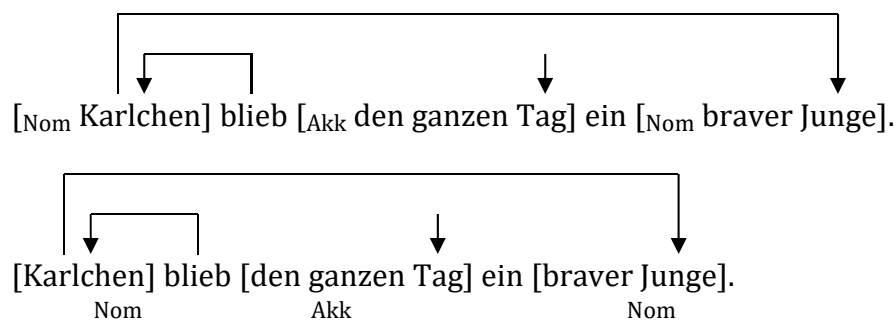 [Nom Karlchen] blieb [Akk den ganzen Tag] ein [Nom braver Junge].
[Karlchen] blieb [den ganzen Tag] ein [braver Junge].
Nom Akk Nom